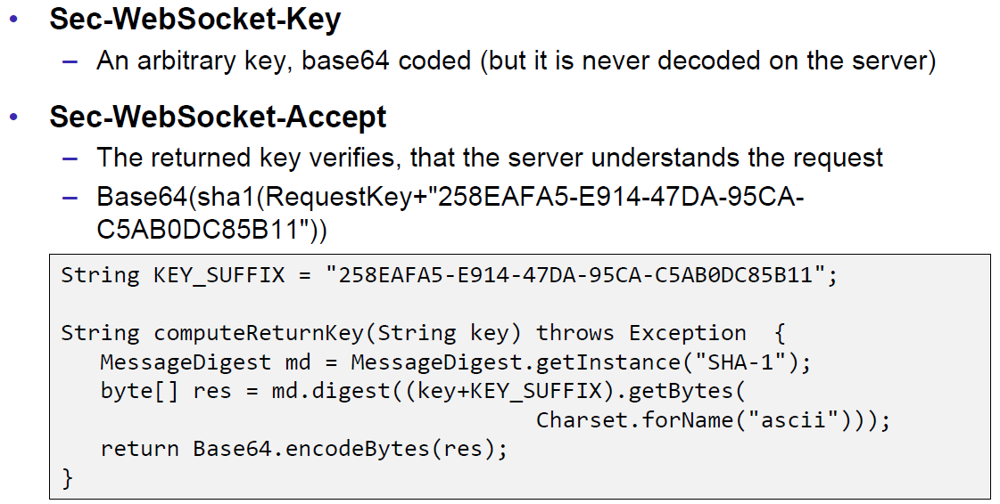 • Sec-WebSocket-Key
– An arbitrary key, base64 coded (but it is never decoded on the server)
• Sec-WebSocket-Accept
– The returned key verifies, that the server understands the request
– Base64(sha1(RequestKey+"258EAFA5-E914-47DA-95CA-
C5AB0DC85B11"))
String KEY_SUFFIX = "258EAFA5-E914-47DA-95CA-C5AB0DC85B11";
String computeReturnKey(String key) throws Exception  {
   MessageDigest md = MessageDigest.getInstance("SHA-1");
   byte[] res = md.digest((key+KEY_SUFFIX).getBytes(
                                    Charset.forName("ascii")));
   return Base64.encodeBytes(res);
}